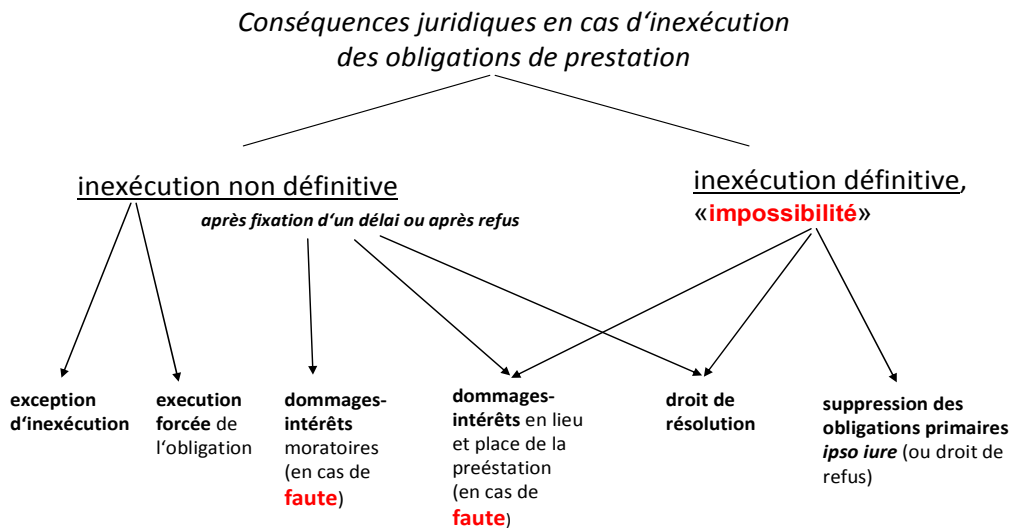 Conséquences juridiques en cas d‘inexécution
des obligations de prestation
inexécution non définitive
après fixation d‘un délai ou après refus
inexécution définitive,
«impossibilité»
exception
d‘inexécution
execution
forcée de
l‘obligation
dommages-
intérêts
moratoires
(en cas de
faute)
dommages-
intérêts en lieu
et place de la
preéstation
(en cas de
faute)
droit de
résolution
suppression des
obligations primaires
ipso iure (ou droit de
refus)